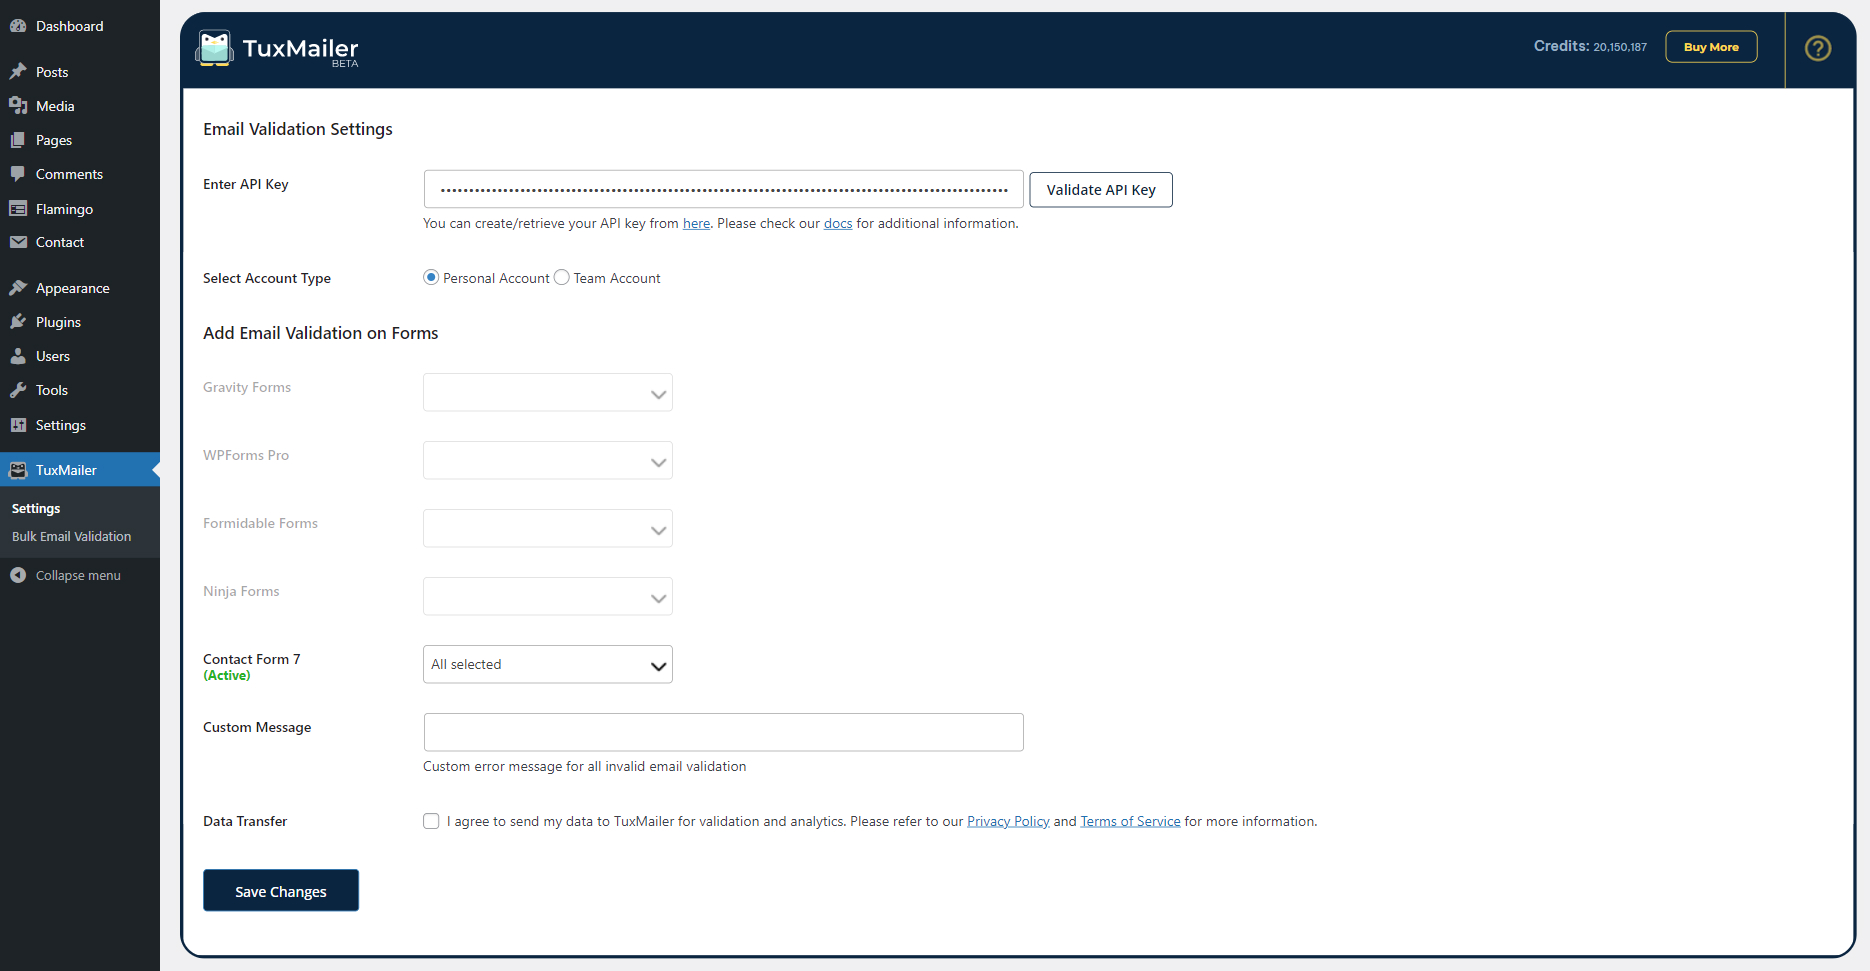 Dashboard
Posts
Media
Pages
Comments
Flamingo
Contact
Appearance
Plugins
Users
Tools
Settings
TuxMailer
Settings
Bulk Email Validation
Collapse menu
TuxMailer
BETA
Credits: 20,150,187
Buy More
Email Validation Settings
Enter API Key
Validate API Key
You can create/retrieve your API key from here. Please check our docs for additional information.
Select Account Type
Personal Account Team Account
Add Email Validation on Forms
Gravity Forms
WPForms Pro
Formidable Forms
Ninja Forms
Contact Form 7
(Active)
All selected
Custom Message
Custom error message for all invalid email validation
Data Transfer
I agree to send my data to TuxMailer for validation and analytics. Please refer to our Privacy Policy and Terms of Service for more information.
Save Changes